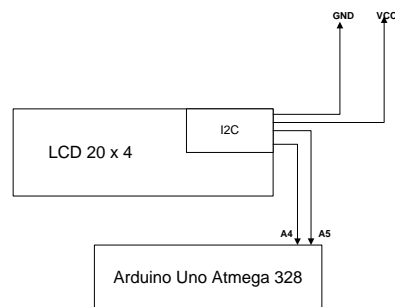 GND VCC
I2C
LCD 20 x 4
A4 A5
Arduino Uno Atmega 328